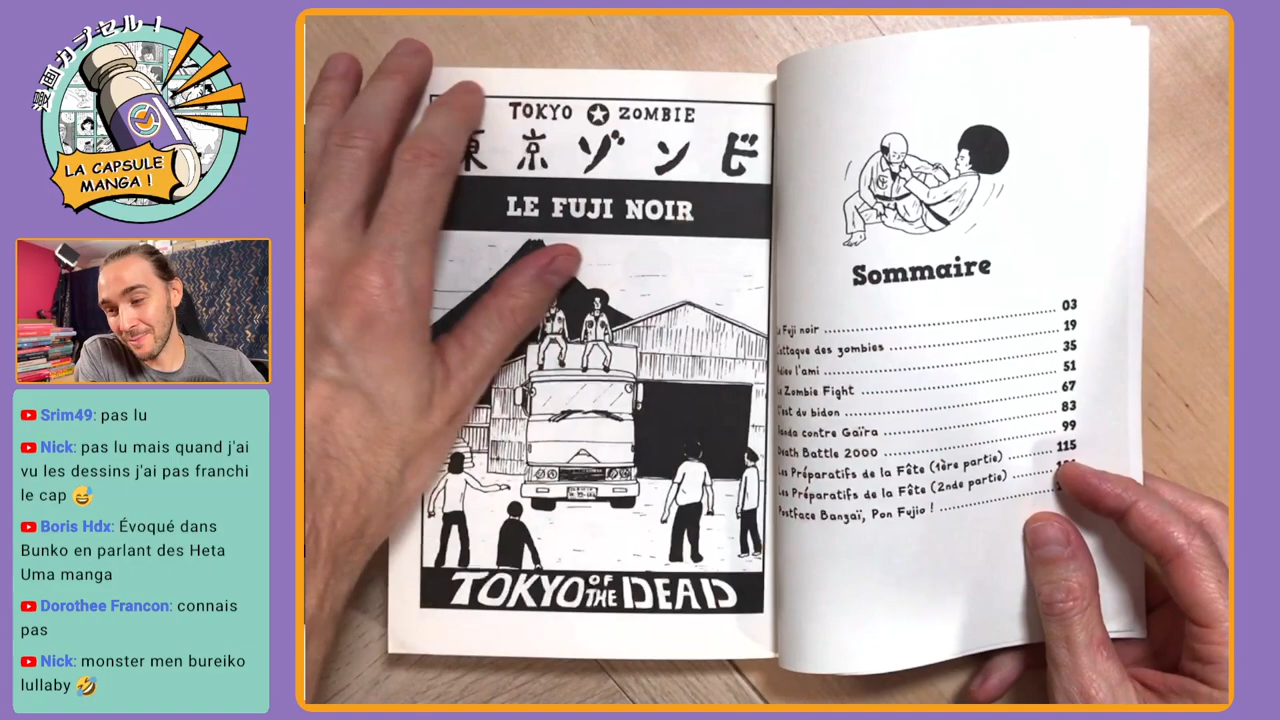 漫画カプセル！
LA CAPSULE
MANGA !
Srim49: pas lu
Nick: pas lu mais quand j'ai
vu les dessins j'ai pas franchi
le cap 😅
Boris Hdx: Évoqué dans
Bunko en parlant des Heta
Uma manga
Dorothee Francon: connais
pas
Nick: monster men bureiko
lullaby 🤣
TOKYO ZOMBIE
東京ゾンビ
LE FUJI NOIR
TOKYO OF THE DEAD
Sommaire
Fuji noir 03
attaque des zombies 19
l'ami 35
Zombie Fight 51
est du bidon 67
contre Gaïra 83
Death Battle 2000 99
Les Préparatifs de la Fête (1ère partie) 115
Les Préparatifs de la Fête (2nde partie)
Postface Bangaï, Pon Fujio !